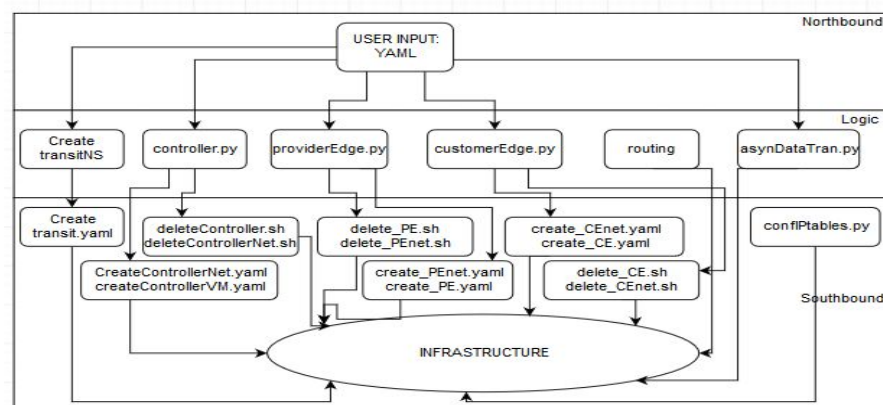 Northbound
USER INPUT:
YAML
Logic
Create
transitNS
controller.py
providerEdge.py
customerEdge.py
routing
asynDataTran.py
Create
transit.yaml
deleteController.sh
deleteControllerNet.sh
delete_PE.sh
delete_PEnet.sh
create_CEnet.yaml
create_CE.yaml
confIPtables.py
CreateControllerNet.yaml
createControllerVM.yaml
create_PEnet.yaml
create_PE.yaml
delete_CE.sh
delete_CEnet.sh
Southbound
INFRASTRUCTURE